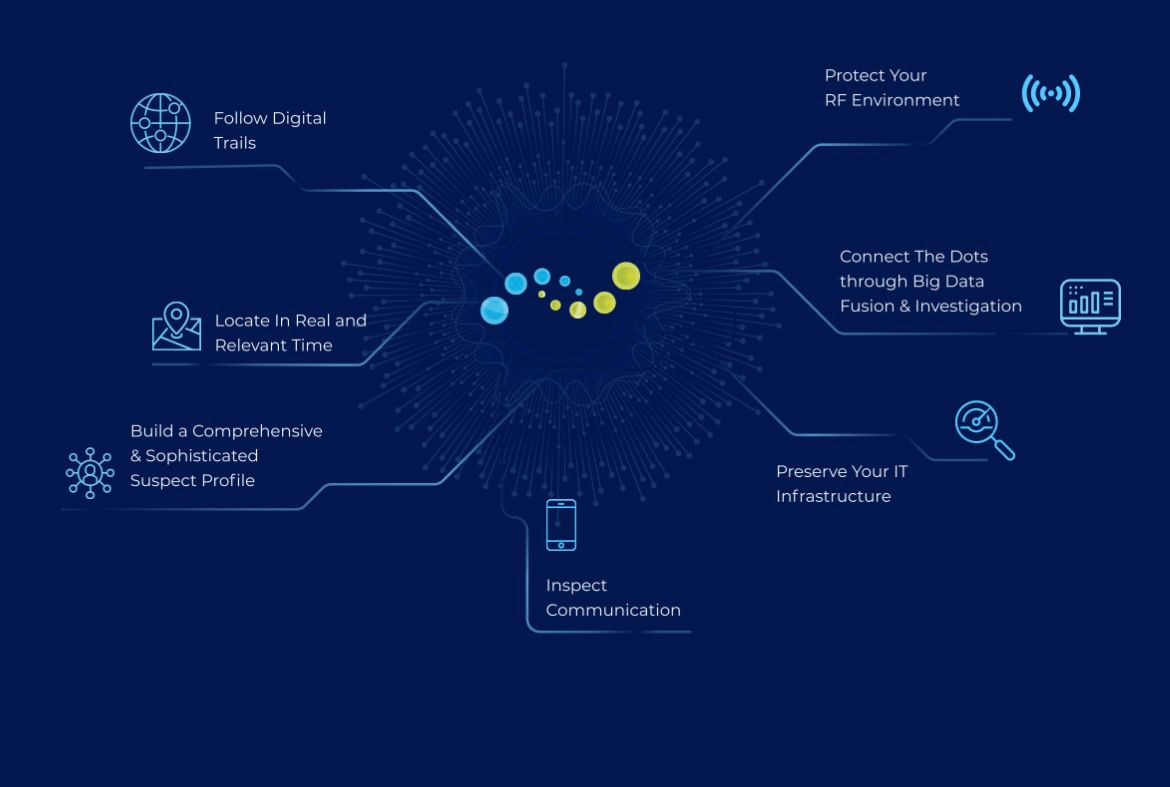 Follow Digital
Trails
Locate In Real and
Relevant Time
Build a Comprehensive
& Sophisticated
Suspect Profile
Inspect
Communication
Protect Your
RF Environment
Connect The Dots
through Big Data
Fusion & Investigation
Preserve Your IT
Infrastructure